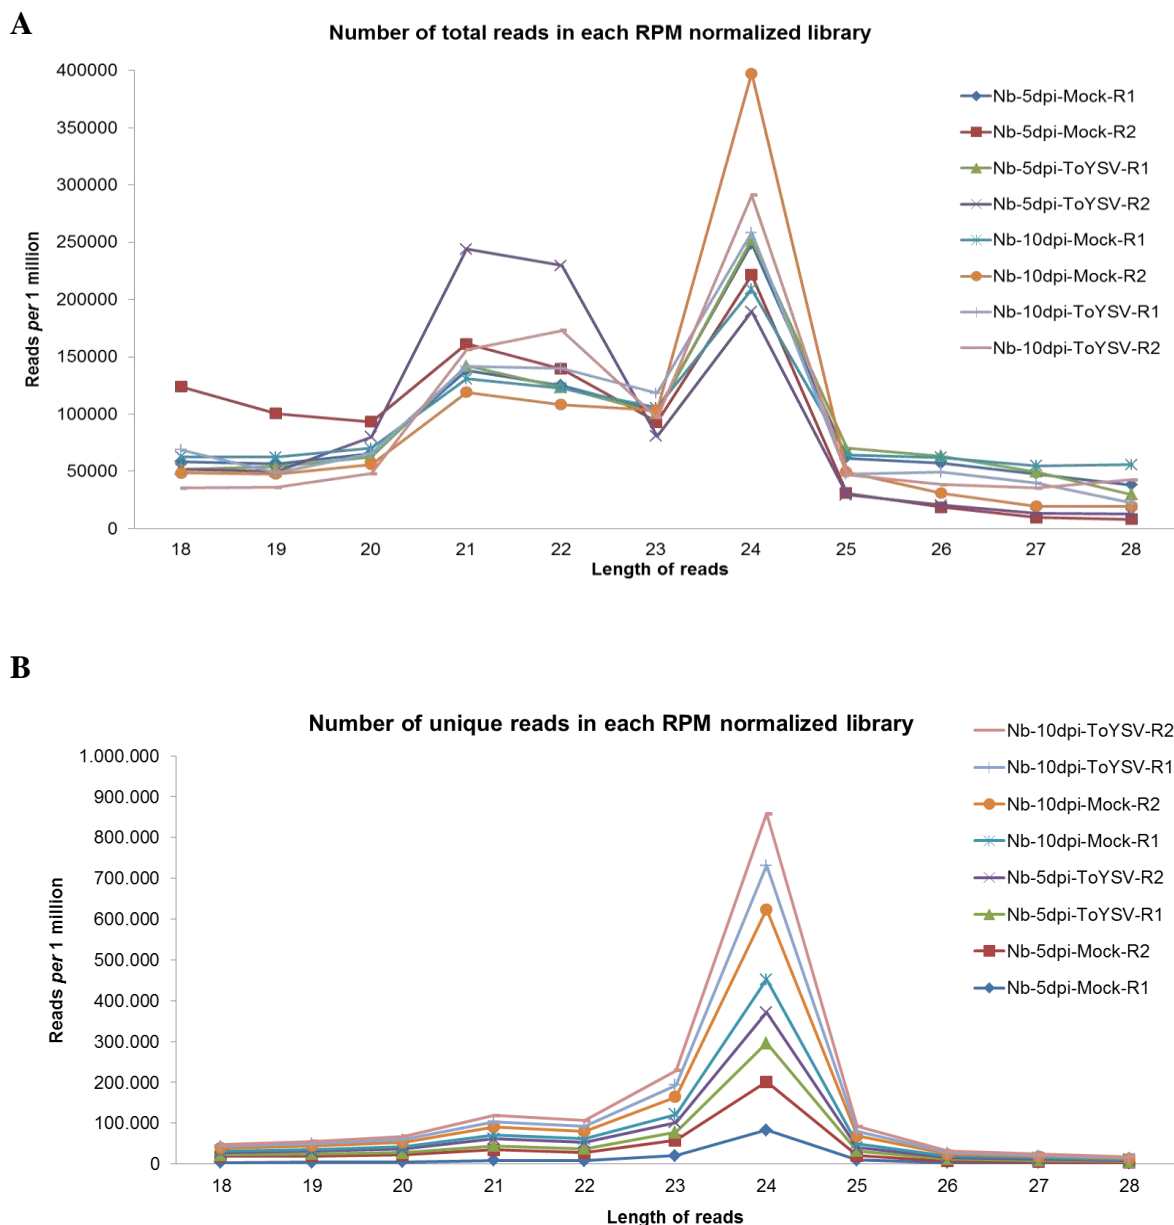 A
Number of total reads in each RPM normalized library
400000
350000
300000
250000
200000
150000
100000
50000
0
Reads per 1 million
18 19 20 21 22 23 24 25 26 27 28
Length of reads
Nb-5dpi-Mock-R1
Nb-5dpi-Mock-R2
Nb-5dpi-ToYSV-R1
Nb-5dpi-ToYSV-R2
Nb-10dpi-Mock-R1
Nb-10dpi-Mock-R2
Nb-10dpi-ToYSV-R1
Nb-10dpi-ToYSV-R2
B
Number of unique reads in each RPM normalized library
1.000.000
900.000
800.000
700.000
600.000
500.000
400.000
300.000
200.000
100.000
0
Reads per 1 million
18 19 20 21 22 23 24 25 26 27 28
Length of reads
Nb-10dpi-ToYSV-R2
Nb-10dpi-ToYSV-R1
Nb-10dpi-Mock-R2
Nb-10dpi-Mock-R1
Nb-5dpi-ToYSV-R2
Nb-5dpi-ToYSV-R1
Nb-5dpi-Mock-R2
Nb-5dpi-Mock-R1